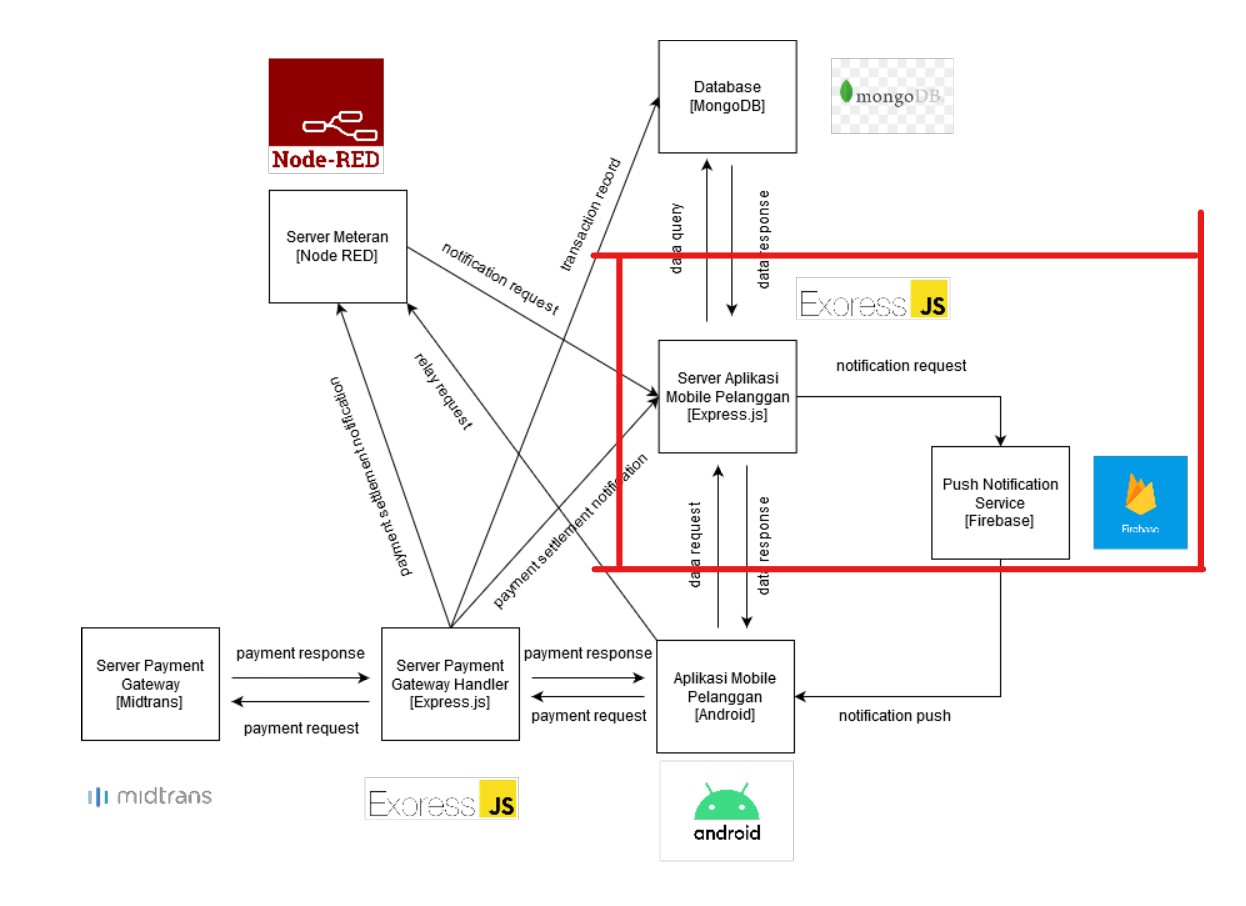 Database
[MongoDB]
mongoDB
Node-RED
Server Meteran
[Node RED]
transaction record
data query
data response
notification request
Express JS
Server Aplikasi
Mobile Pelanggan
[Express.js]
notification request
relay request
payment settlement notification
payment settlement notification
Push Notification
Service
[Firebase]
Firebase
data request
data response
Server Payment
Gateway
[Midtrans]
payment response
payment request
Server Payment
Gateway Handler
[Express.js]
payment response
payment request
Aplikasi Mobile
Pelanggan
[Android]
notification push
midtrans
Express JS
android